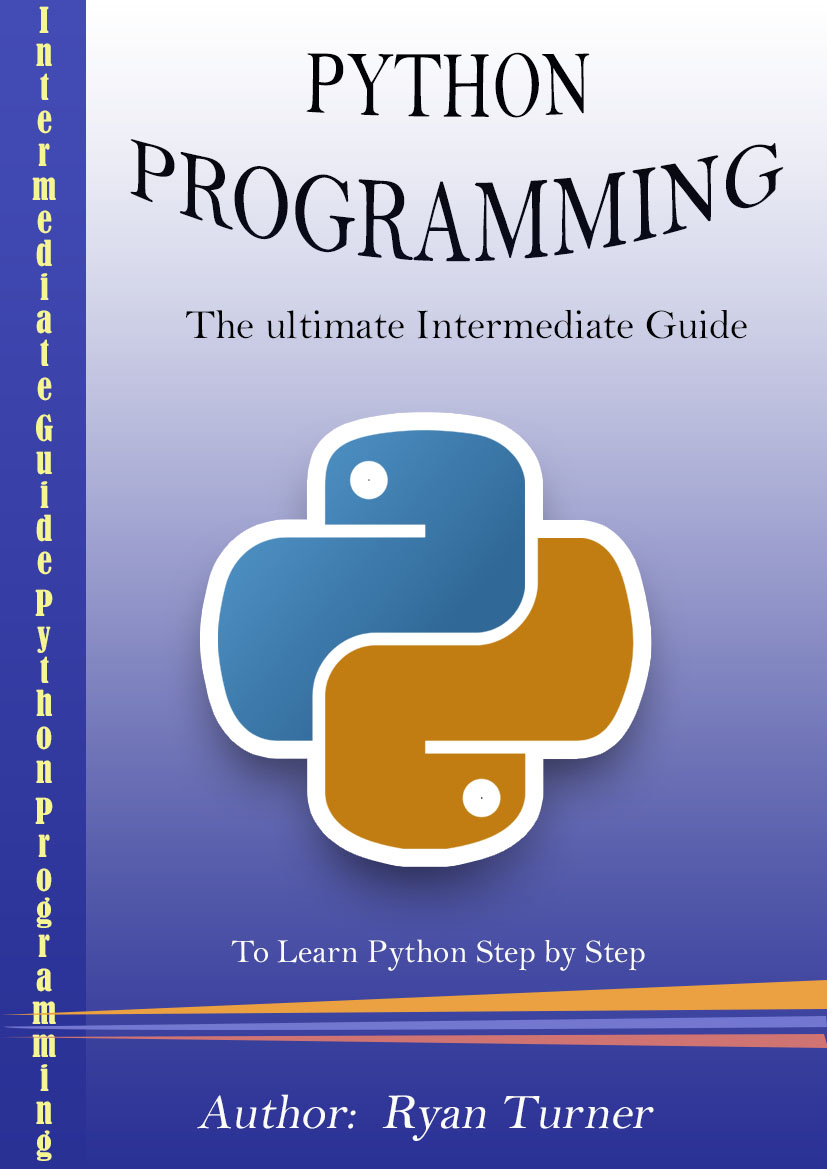 Intermediate Guide Python Programming
PYTHON
PROGRAMMING
The ultimate Intermediate Guide
To Learn Python Step by Step
Author: Ryan Turner